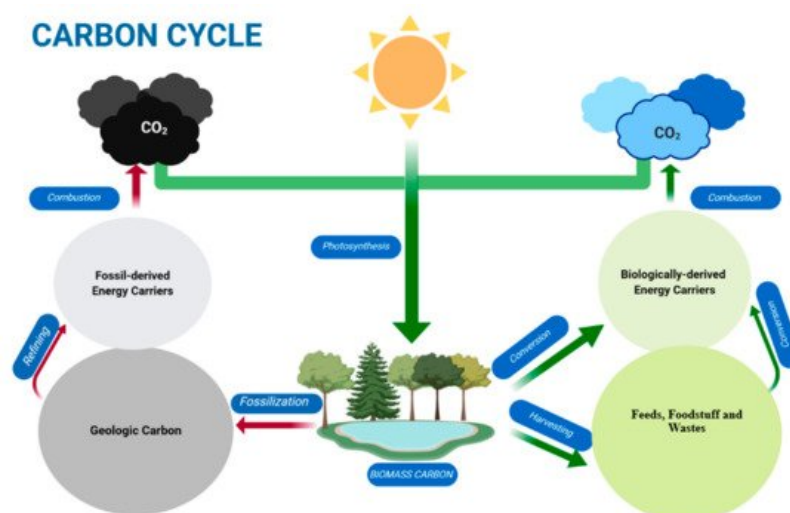 CARBON CYCLE
CO₂
CO₂
Combustion
Combustion
Photosynthesis
Fossil-derived
Energy Carriers
Biologically-derived
Energy Carriers
Refining
Conversion
Conversion
Fossilization
Harvesting
Geologic Carbon
Feeds, Foodstuff and
Wastes
BIOMASS CARBON